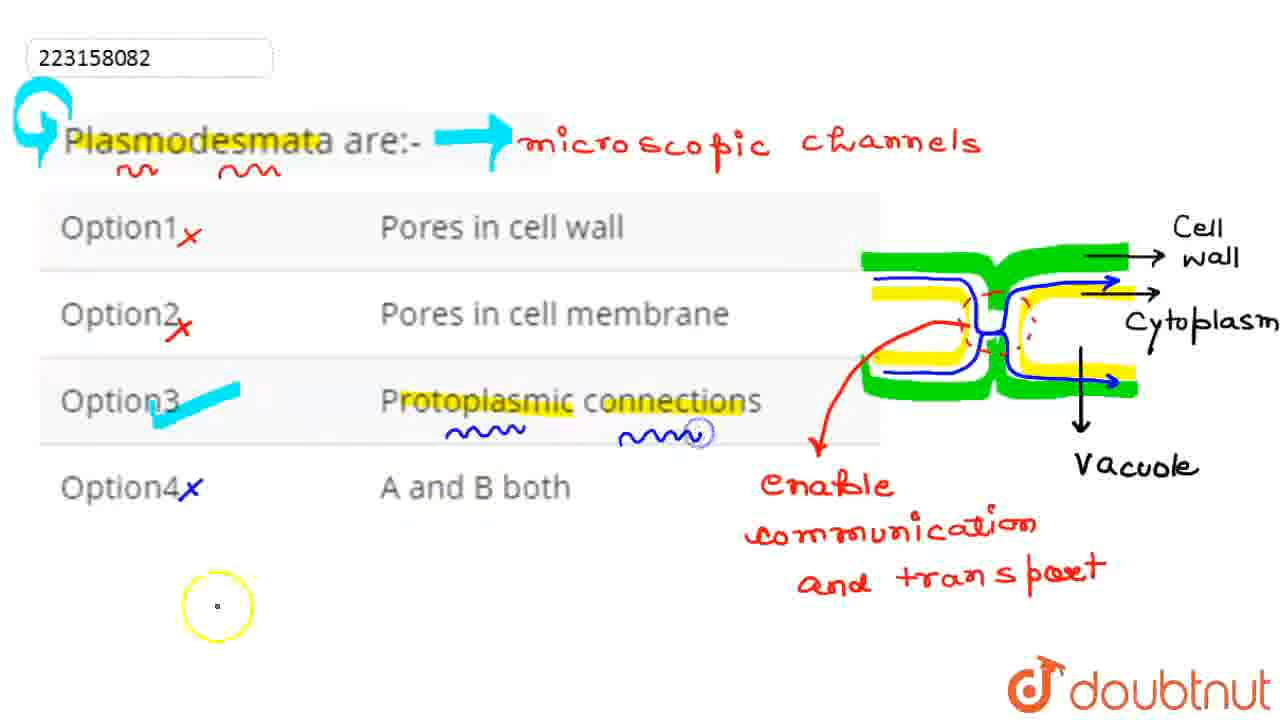 223158082
Plasmodesmata are:- microscopic channels
Option1 Pores in cell wall
Option2 Pores in cell membrane
Option3 Protoplasmic connections
Option4 A and B both
Cell
wall
Cytoplasm
Vacuole
enable
communication
and transport
doubtnut